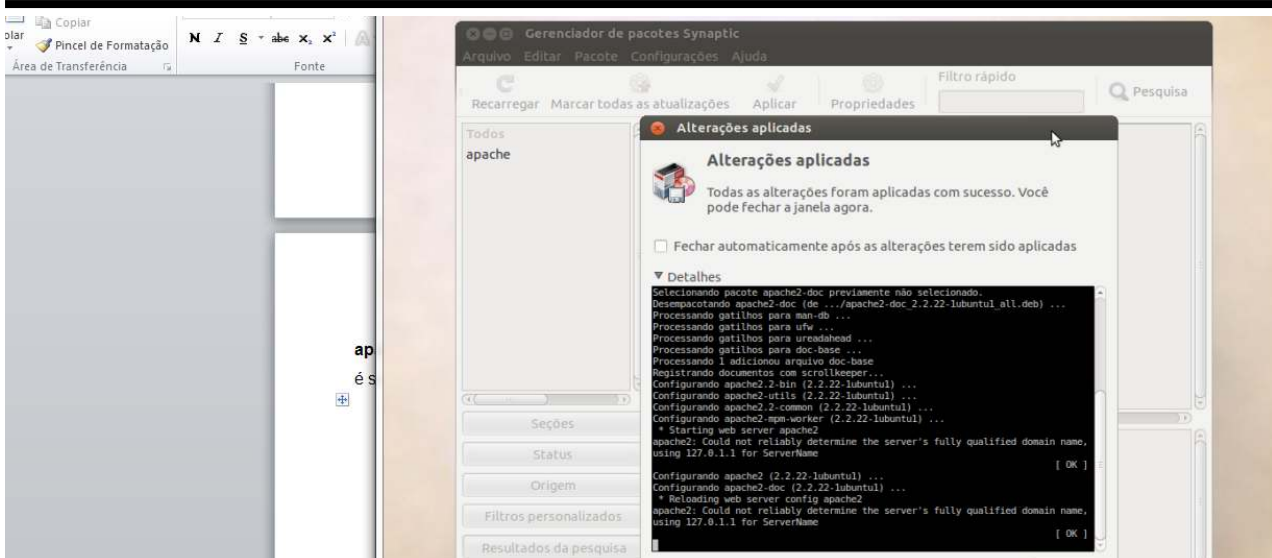 Copiar
olar
Pincel de Formatação
Área de Transferência
N I S abc x₂ x²
A
Fonte
ap
é s
Gerenciador de pacotes Synaptic
Arquivo Editar Pacote Configurações Ajuda
Recarregar Marcar todas as atualizações Aplicar Propriedades
Filtro rápido
Pesquisa
Todos
apache
Seções
Status
Origem
Filtros personalizados
Resultados da pesquisa
Alterações aplicadas
Alterações aplicadas
Todas as alterações foram aplicadas com sucesso. Você
pode fechar a janela agora.
Fechar automaticamente após as alterações terem sido aplicadas
Detalhes
Selecionando pacote apache2-doc previamente não selecionado.
Desempacotando apache2-doc (de .../apache2-doc_2.2.22-1ubuntu1_all.deb) ...
Processando gatilhos para man-db ...
Processando gatilhos para ufw ...
Processando gatilhos para ureadahead ...
Processando gatilhos para doc-base ...
Processando 1 adicionou arquivo doc-base
Registrando documentos com scrollkeeper...
Configurando apache2.2-bin (2.2.22-1ubuntu1) ...
Configurando apache2-utils (2.2.22-1ubuntu1) ...
Configurando apache2.2-common (2.2.22-1ubuntu1) ...
Configurando apache2-mpm-worker (2.2.22-1ubuntu1) ...
* Starting web server apache2
apache2: Could not reliably determine the server's fully qualified domain name,
using 127.0.1.1 for ServerName
[ OK ]
Configurando apache2 (2.2.22-1ubuntu1) ...
Configurando apache2-doc (2.2.22-1ubuntu1) ...
* Reloading web server config apache2
apache2: Could not reliably determine the server's fully qualified domain name,
using 127.0.1.1 for ServerName
[ OK ]